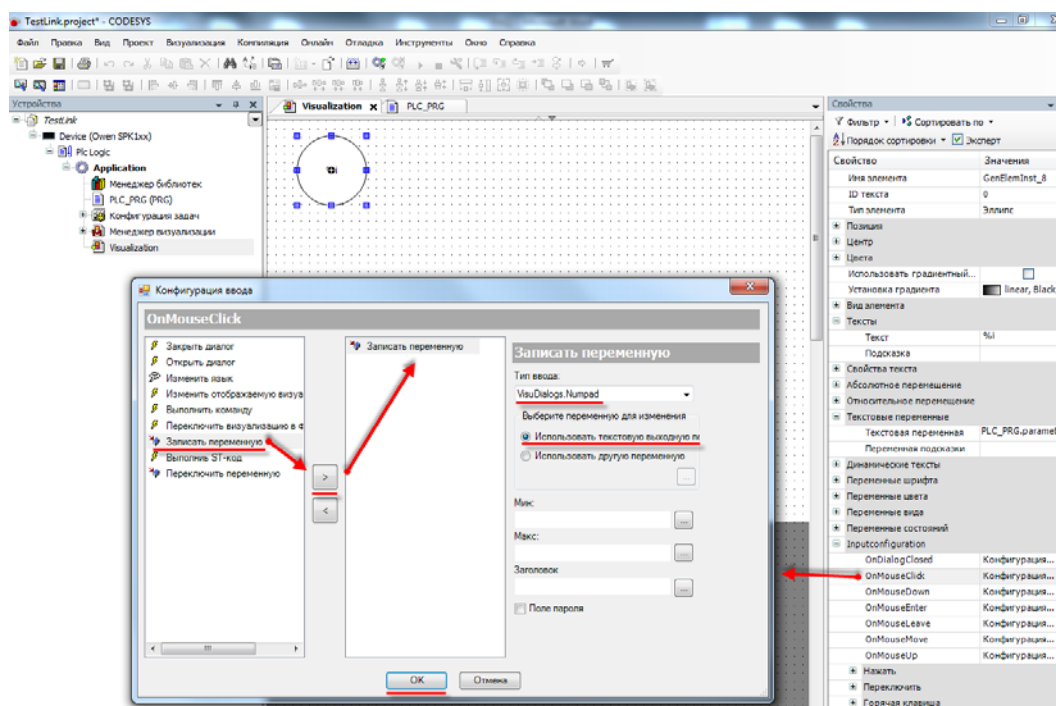 TestLink.project* - CODESYS
Файл Правка Вид Проект Визуализация Компиляция Онлайн Отладка Инструменты Окно Справка
Устройства
TestLink
Device (Owen SPK1xx)
Plc Logic
Application
Менеджер библиотек
PLC_PRG (PRG)
Конфигурация задач
Менеджер визуализации
Visualization
Visualization x PLC_PRG
%i
Свойства
Фильтр Сортировать по
Порядок сортировки Эксперт
Свойство Значения
Имя элемента GenElemInst_8
ID текста 0
Тип элемента Эллипс
Позиция
Центр
Цвета
Использовать градиентный...
Установка градиента linear, Black
Вид элемента
Тексты
Текст %i
Подсказка
Свойства текста
Абсолютное перемещение
Относительное перемещение
Текстовые переменные
Текстовая переменная PLC_PRG.paramet
Переменная подсказки
Динамические тексты
Переменные шрифта
Переменные цвета
Переменные вида
Переменные состояний
Inputconfiguration
OnDialogClosed Конфигурация...
OnMouseClick Конфигурация...
OnMouseDown Конфигурация...
OnMouseEnter Конфигурация...
OnMouseLeave Конфигурация...
OnMouseMove Конфигурация...
OnMouseUp Конфигурация...
Нажать
Переключить
Горячая клавиша
Конфигурация ввода
OnMouseClick
Закрыть диалог
Открыть диалог
Изменить язык
Изменить отображаемую визуа
Выполнить команду
Переключить визуализацию в ф
Записать переменную
Выполнив ST-код
Переключить переменную
>
<
Записать переменную
Записать переменную
Тип ввода:
VisuDialogs.Numpad
Выберите переменную для изменения
Использовать текстовую выходную пе
Использовать другую переменную
...
Мин:
...
Макс:
...
Заголовок
...
Поле пароля
OK Отмена